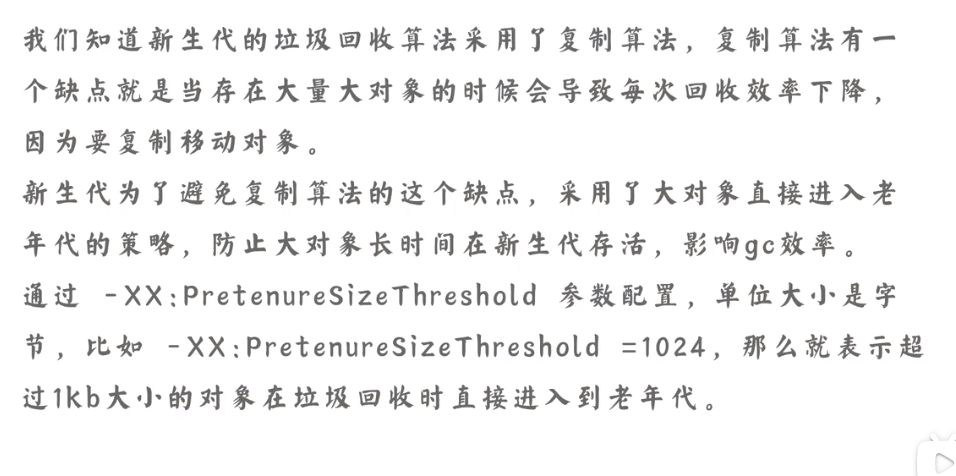 我们知道新生代的垃圾回收算法采用了复制算法，复制算法有一
个缺点就是当存在大量大对象的时候会导致每次回收效率下降，
因为要复制移动对象。
新生代为了避免复制算法的这个缺点，采用了大对象直接进入老
年代的策略，防止大对象长时间在新生代存活，影响gc效率。
通过 -XX:PretenureSizeThreshold 参数配置，单位大小是字
节，比如 -XX:PretenureSizeThreshold =1024，那么就表示超
过1kb大小的对象在垃圾回收时直接进入到老年代。